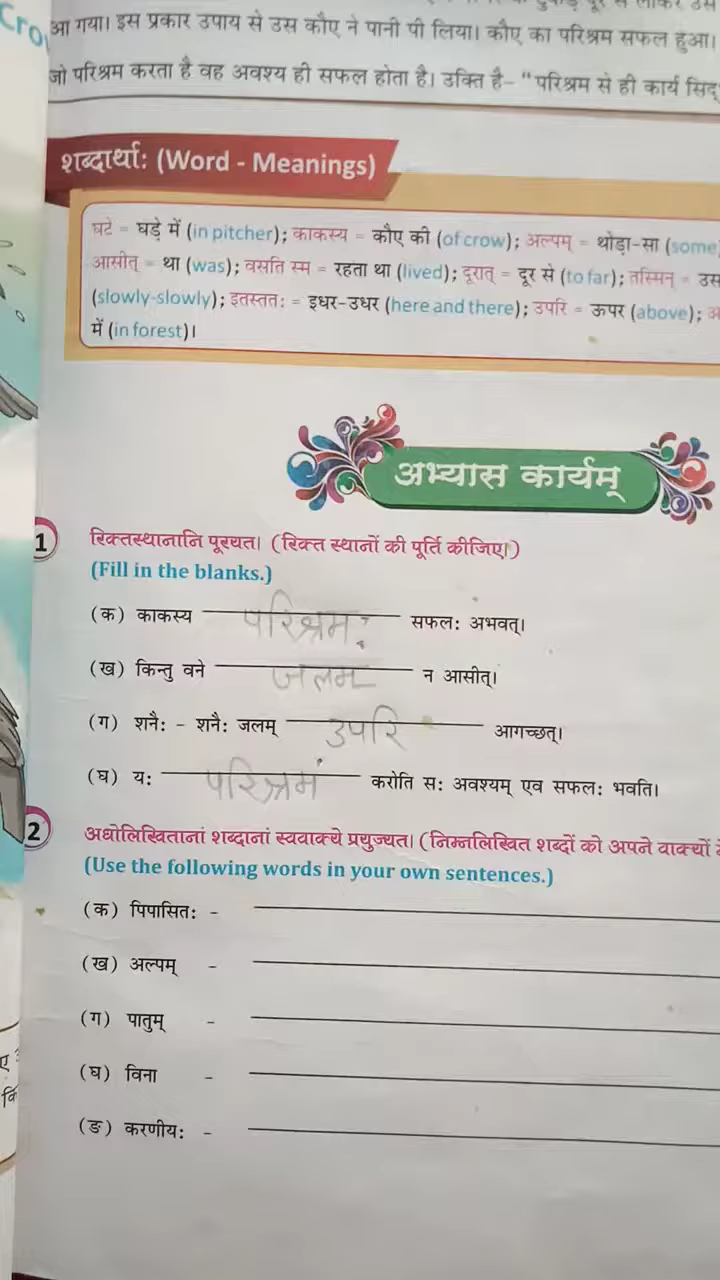 Crow
आ गया। इस प्रकार उपाय से उस कौए ने पानी पी लिया। कौए का परिश्रम सफल हुआ।
जो परिश्रम करता है वह अवश्य ही सफल होता है। उक्ति है– “परिश्रम से ही कार्य
शब्दार्था: (Word - Meanings)
घटे = घड़े में (in pitcher); काकस्य = कौए की (of crow); अल्पम् = थोड़ा-सा (some
आसीत् = था (was); वसति स्म = रहता था (lived); दूरात् = दूर से (to far); तस्मिन् = उस
(slowly-slowly); इतस्तत: = इधर-उधर (here and there); उपरि = ऊपर (above);
में (in forest)।
अभ्यास कार्यम्
1 रिक्तस्थानानि पूरयत। (रिक्त स्थानों की पूर्ति कीजिए।)
(Fill in the blanks.)
(क) काकस्य परिश्रम: सफल: अभवत्।
(ख) किन्तु वने जलम न आसीत्।
(ग) शनै: - शनै: जलम् उपरि आगच्छत्।
(घ) य: परिश्रमं करोति स: अवश्यम् एव सफल: भवति।
2 अधोलिखितानां शब्दानां स्ववाक्ये प्रयुज्यत। (निम्नलिखित शब्दों को अपने वाक्यों
(Use the following words in your own sentences.)
(क) पिपासित: -
(ख) अल्पम् -
(ग) पातुम् -
(घ) विना -
(ङ) करणीय: -